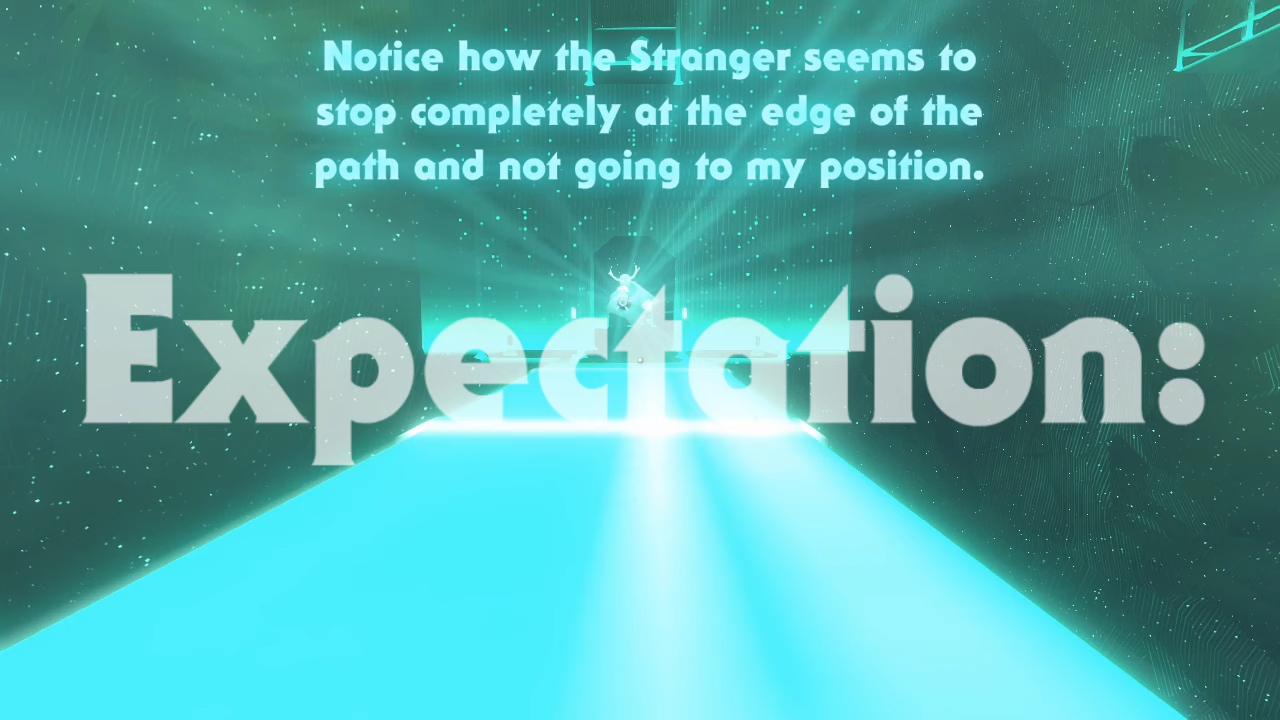 Notice how the Stranger seems to
stop completely at the edge of the
path and not going to my position.
Expectation: